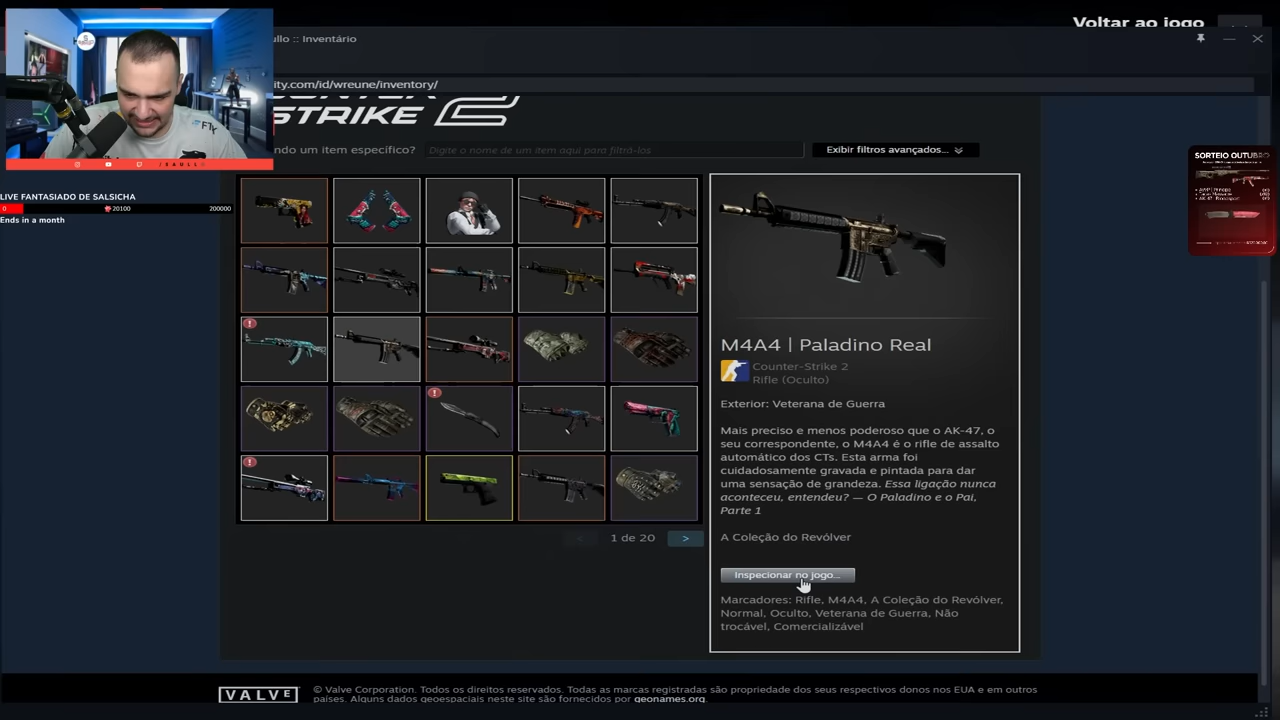 Voltar ao jogo
ullo :: Inventário
ity.com/id/wreune/inventory/
STRIKE
ando um item específico?
Digite o nome de um item aqui para filtrá-los
Exibir filtros avançados...
SORTEIO OUTUBRO
LIVE FANTASIADO DE SALSICHA
0
20100
200000
Ends in a month
M4A4 | Paladino Real
Counter-Strike 2
Rifle (Oculto)
Exterior: Veterana de Guerra
Mais preciso e menos poderoso que o AK-47, o
seu correspondente, o M4A4 é o rifle de assalto
automático dos CTs. Esta arma foi
cuidadosamente gravada e pintada para dar
uma sensação de grandeza. Essa ligação nunca
aconteceu, entendeu? — O Paladino e o Pai,
Parte 1
A Coleção do Revólver
< 1 de 20 >
Inspecionar no jogo...
Marcadores: Rifle, M4A4, A Coleção do Revólver,
Normal, Oculto, Veterana de Guerra, Não
trocável, Comercializável
VALVE
© Valve Corporation. Todos os direitos reservados. Todas as marcas registradas são propriedade dos seus respectivos donos nos EUA e em outros
países. Alguns dados geoespaciais neste site são fornecidos por geonames.org.